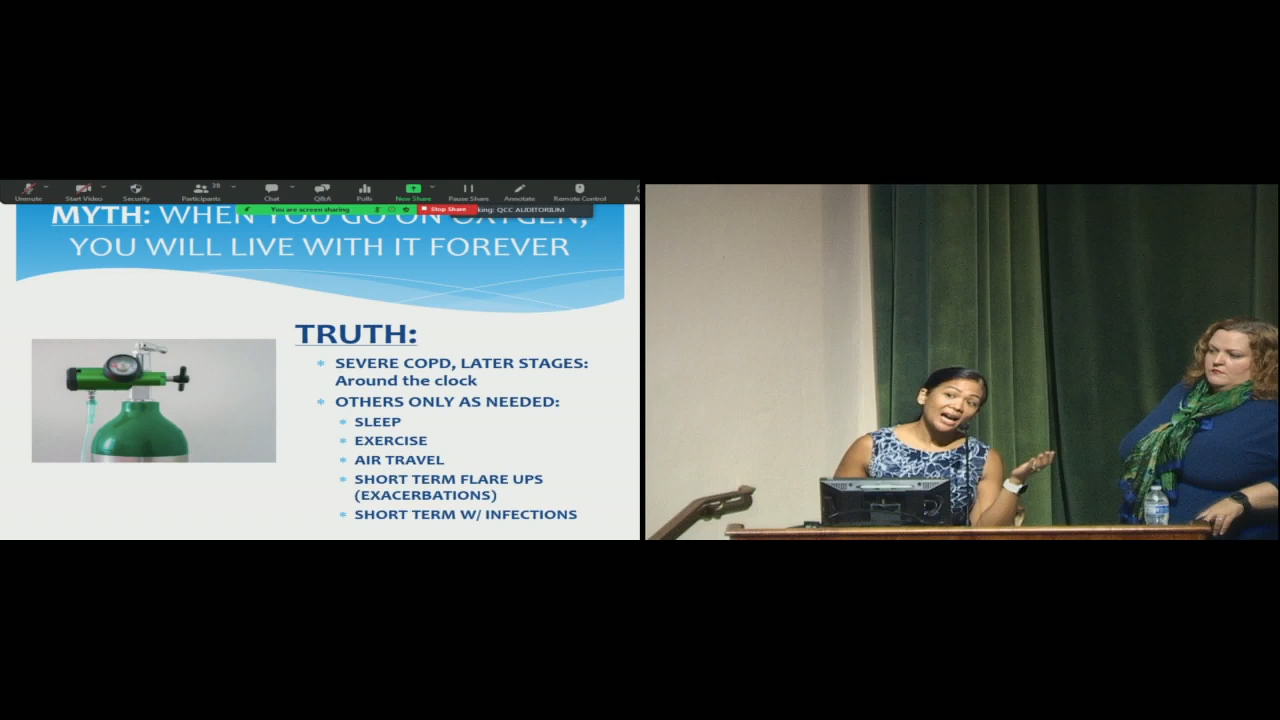 Unmute
Start Video
Security
Participants
39
Chat
Q&A
Polls
New Share
Pause Share
Annotate
Remote Control
You are screen sharing
Stop Share
king: QCC AUDITORIUM
MYTH: WHEN YOU GO ON OXYGEN,
YOU WILL LIVE WITH IT FOREVER
TRUTH:
* SEVERE COPD, LATER STAGES:
Around the clock
* OTHERS ONLY AS NEEDED:
* SLEEP
* EXERCISE
* AIR TRAVEL
* SHORT TERM FLARE UPS
(EXACERBATIONS)
* SHORT TERM W/ INFECTIONS